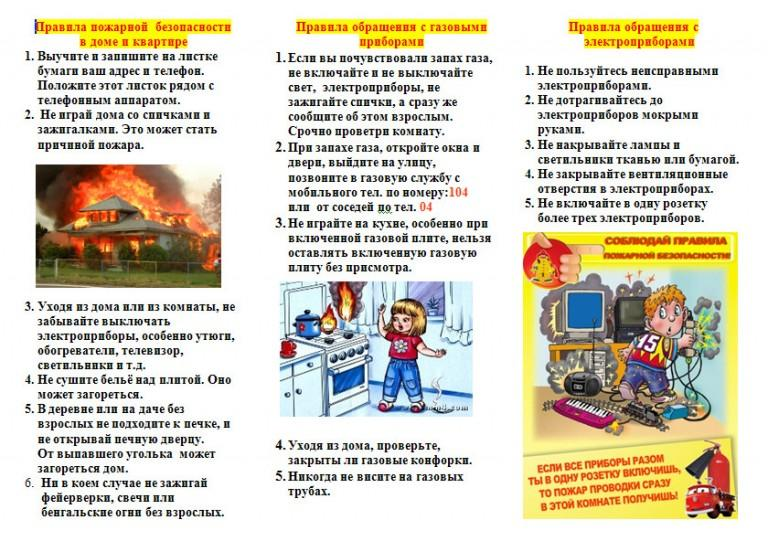 Правила пожарной безопасности
в доме и квартире
1. Выучите и запишите на листке
бумаги ваш адрес и телефон.
Положите этот листок рядом с
телефонным аппаратом.
2. Не играй дома со спичками и
зажигалками. Это может стать
причиной пожара.
3. Уходя из дома или из комнаты, не
забывайте выключать
электроприборы, особенно утюги,
обогреватели, телевизор,
светильники и т.д.
4. Не сушите бельё над плитой. Оно
может загореться.
5. В деревне или на даче без
взрослых не подходите к печке, и
не открывай печную дверцу.
От выпавшего уголька может
загореться дом.
6. Ни в коем случае не зажигай
фейерверки, свечи или
бенгальские огни без взрослых.
Правила обращения с газовыми
приборами
1. Если вы почувствовали запах газа,
не включайте и не выключайте
свет, электроприборы, не
зажигайте спички, а сразу же
сообщите об этом взрослым.
Срочно проветри комнату.
2. При запахе газа, откройте окна и
двери, выйдите на улицу,
позвоните в газовую службу с
мобильного тел. по номеру:104
или от соседей по тел. 04
3. Не играйте на кухне, особенно при
включенной газовой плите, нельзя
оставлять включенную газовую
плиту без присмотра.
4. Уходя из дома, проверьте,
закрыты ли газовые конфорки.
5. Никогда не висите на газовых
трубах.
Правила обращения с
электроприборами
1. Не пользуйтесь неисправными
электроприборами.
2. Не дотрагивайтесь до
электроприборов мокрыми
руками.
3. Не накрывайте лампы и
светильники тканью или бумагой.
4. Не закрывайте вентиляционные
отверстия в электроприборах.
5. Не включайте в одну розетку
более трех электроприборов.
СОБЛЮДАЙ ПРАВИЛА
ПОЖАРНОЙ БЕЗОПАСНОСТИ!
15
ЕСЛИ ВСЕ ПРИБОРЫ РАЗОМ
ТЫ В ОДНУ РОЗЕТКУ ВКЛЮЧИШЬ,
ТО ПОЖАР ПРОВОДКИ СРАЗУ
В ЭТОЙ КОМНАТЕ ПОЛУЧИШЬ!